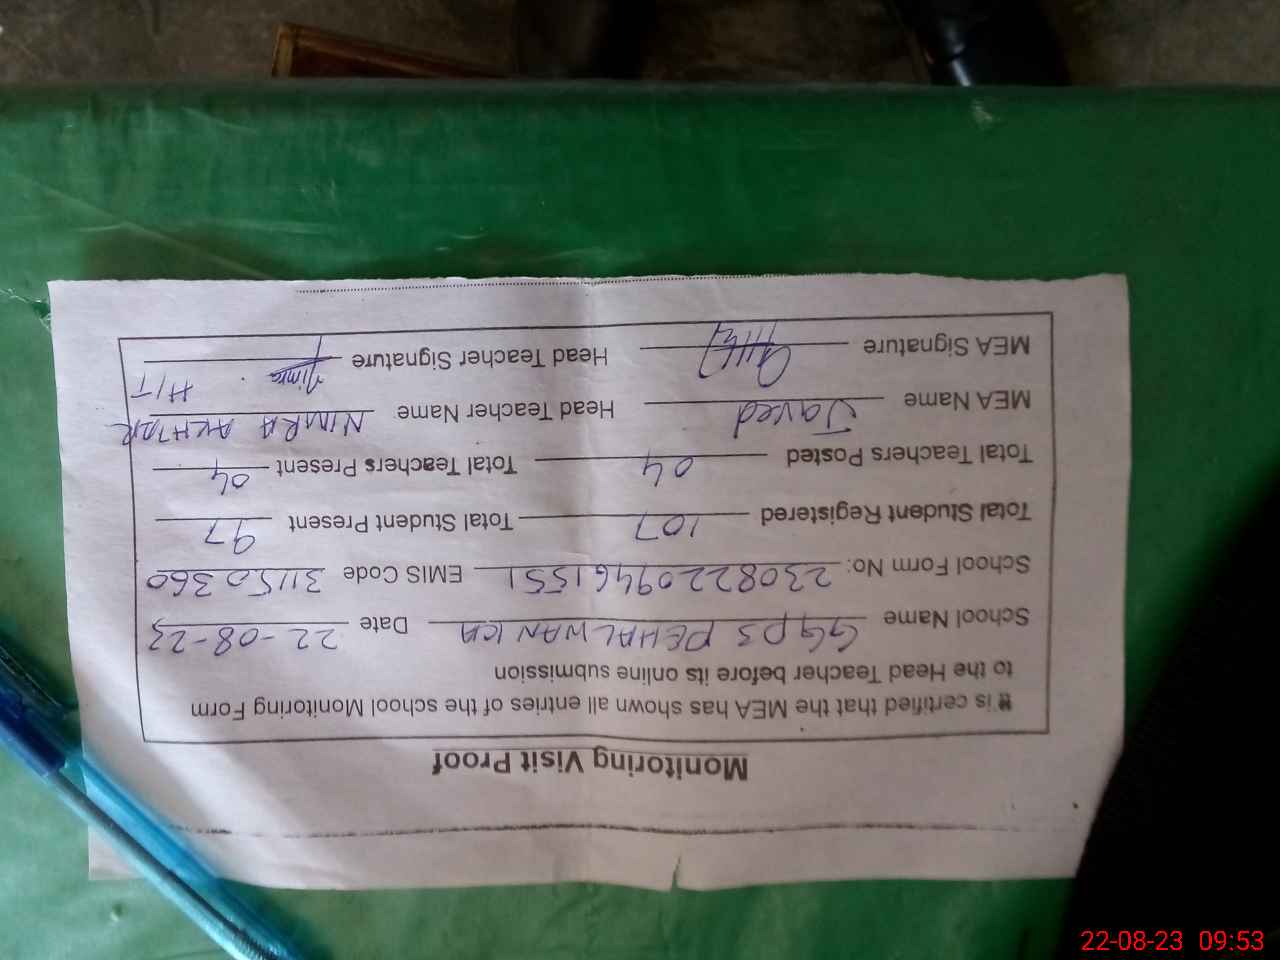 Monitoring Visit Proof
It is certified that the MEA has shown all entries of the school Monitoring Form
to the Head Teacher before its online submission
School Name GGPS PEHALWAN KA Date 22-08-23
School Form No: 23082209461551 EMIS Code 31150360
Total Student Registered 107 Total Student Present 97
Total Teachers Posted 04 Total Teachers Present 04
MEA Name Javed Head Teacher Name NIMRA AKHTAR
MEA Signature Head Teacher Signature Nimra H/T
22-08-23 09:53